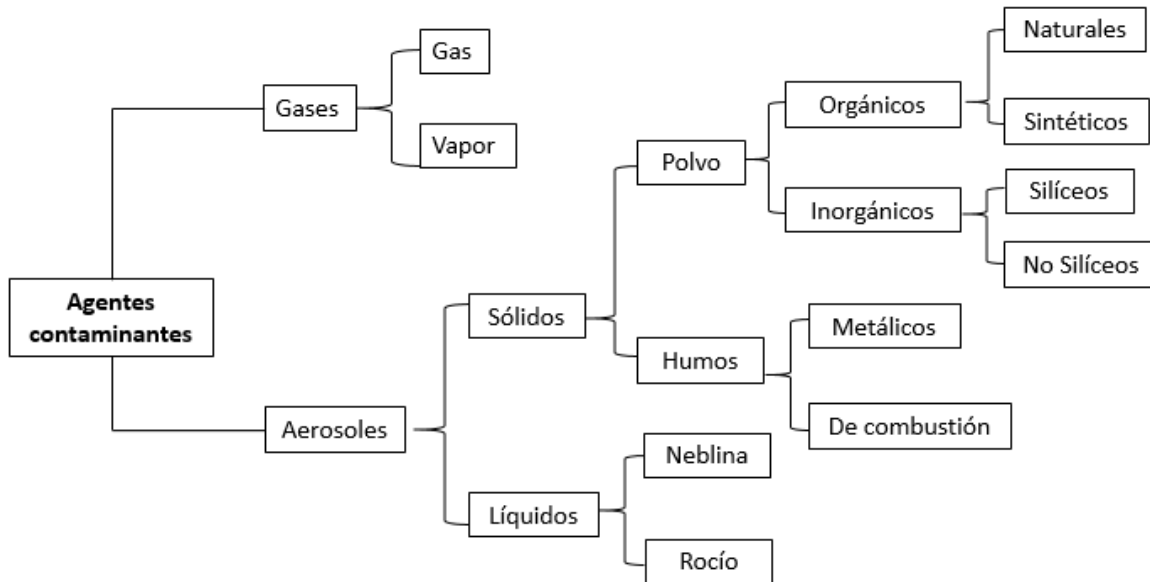 Naturales
Gas
Orgánicos
Gases
Sintéticos
Vapor
Polvo
Silíceos
Inorgánicos
No Silíceos
Agentes
contaminantes
Sólidos
Metálicos
Humos
Aerosoles
De combustión
Neblina
Líquidos
Rocío